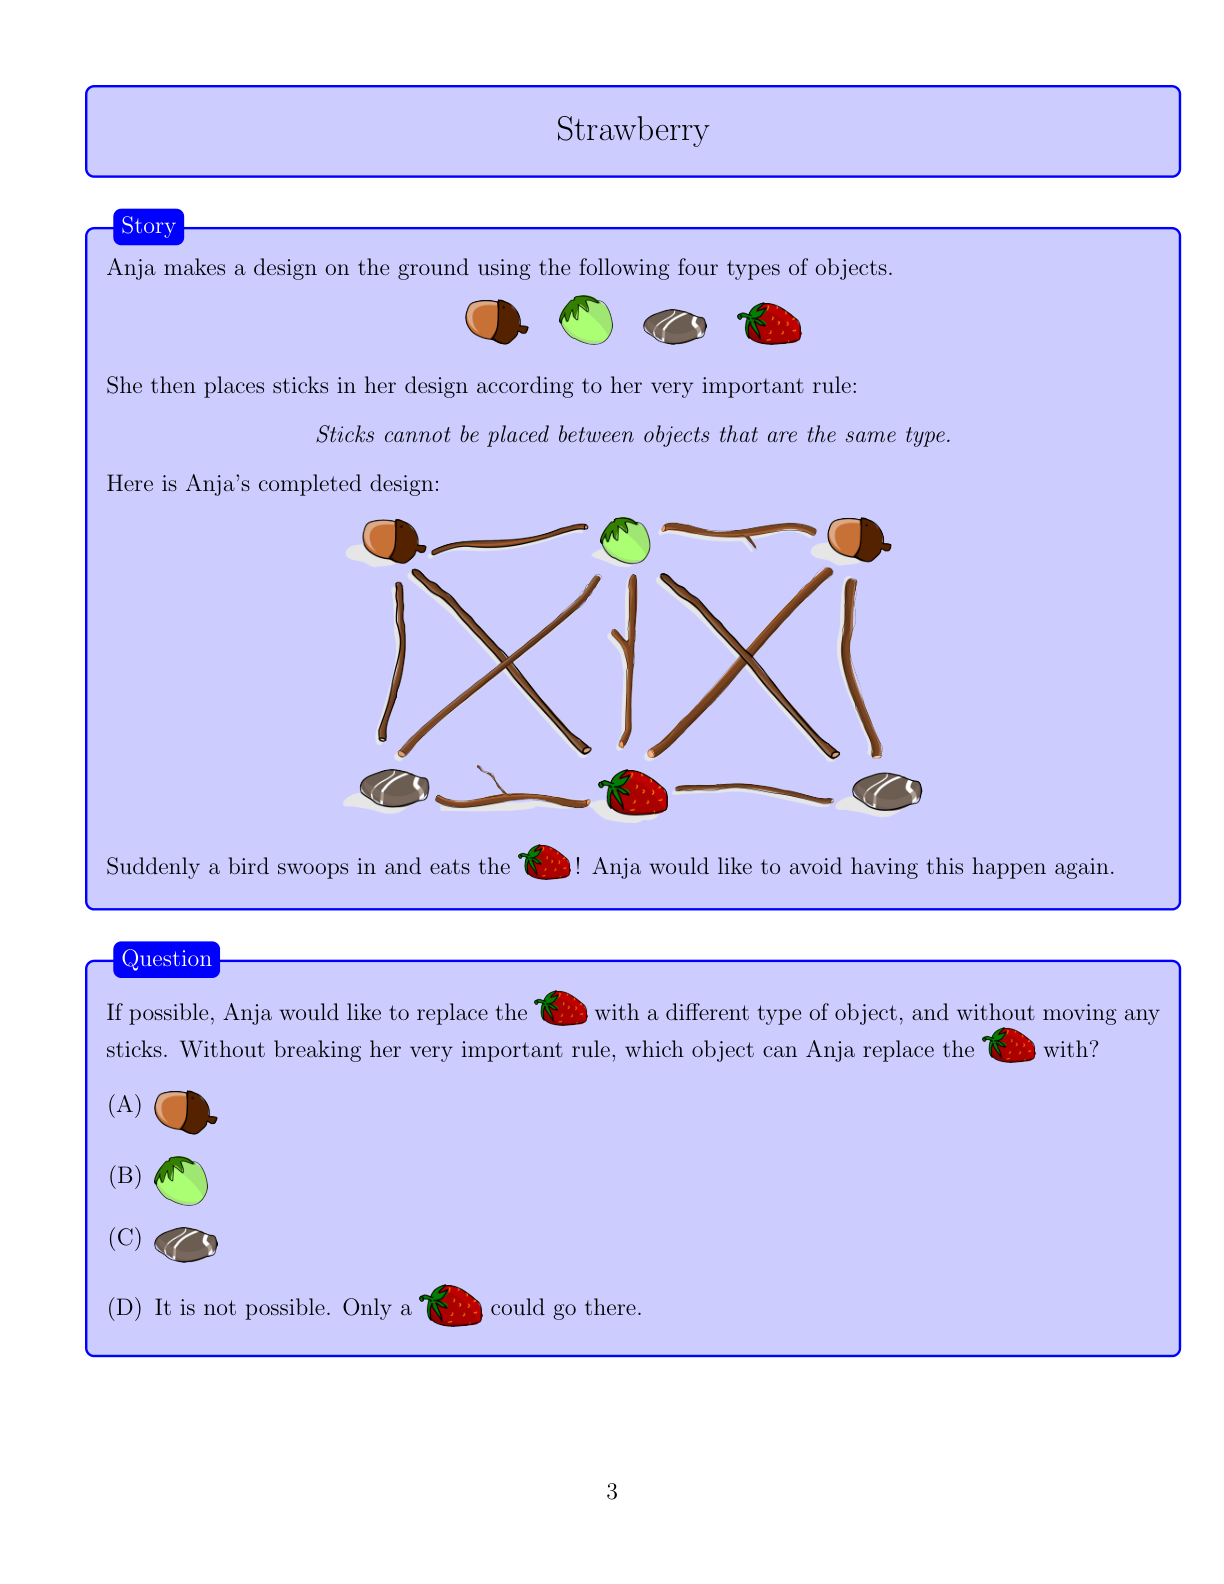 Strawberry
Story
Anja makes a design on the ground using the following four types of objects.
She then places sticks in her design according to her very important rule:
Sticks cannot be placed between objects that are the same type.
Here is Anja's completed design:
Suddenly a bird swoops in and eats the ! Anja would like to avoid having this happen again.
Question
If possible, Anja would like to replace the with a different type of object, and without moving any
sticks. Without breaking her very important rule, which object can Anja replace the with?
(A)
(B)
(C)
(D) It is not possible. Only a could go there.
3